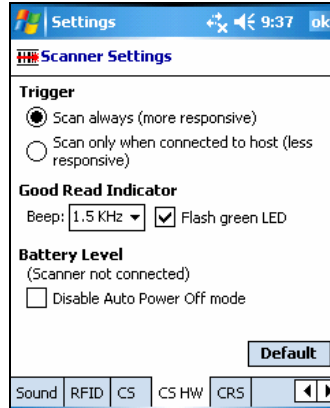 Settings 9:37 ok
Scanner Settings
Trigger
Scan always (more responsive)
Scan only when connected to host (less
responsive)
Good Read Indicator
Beep: 1.5 KHz Flash green LED
Battery Level
(Scanner not connected)
Disable Auto Power Off mode
Default
Sound RFID CS CS HW CRS